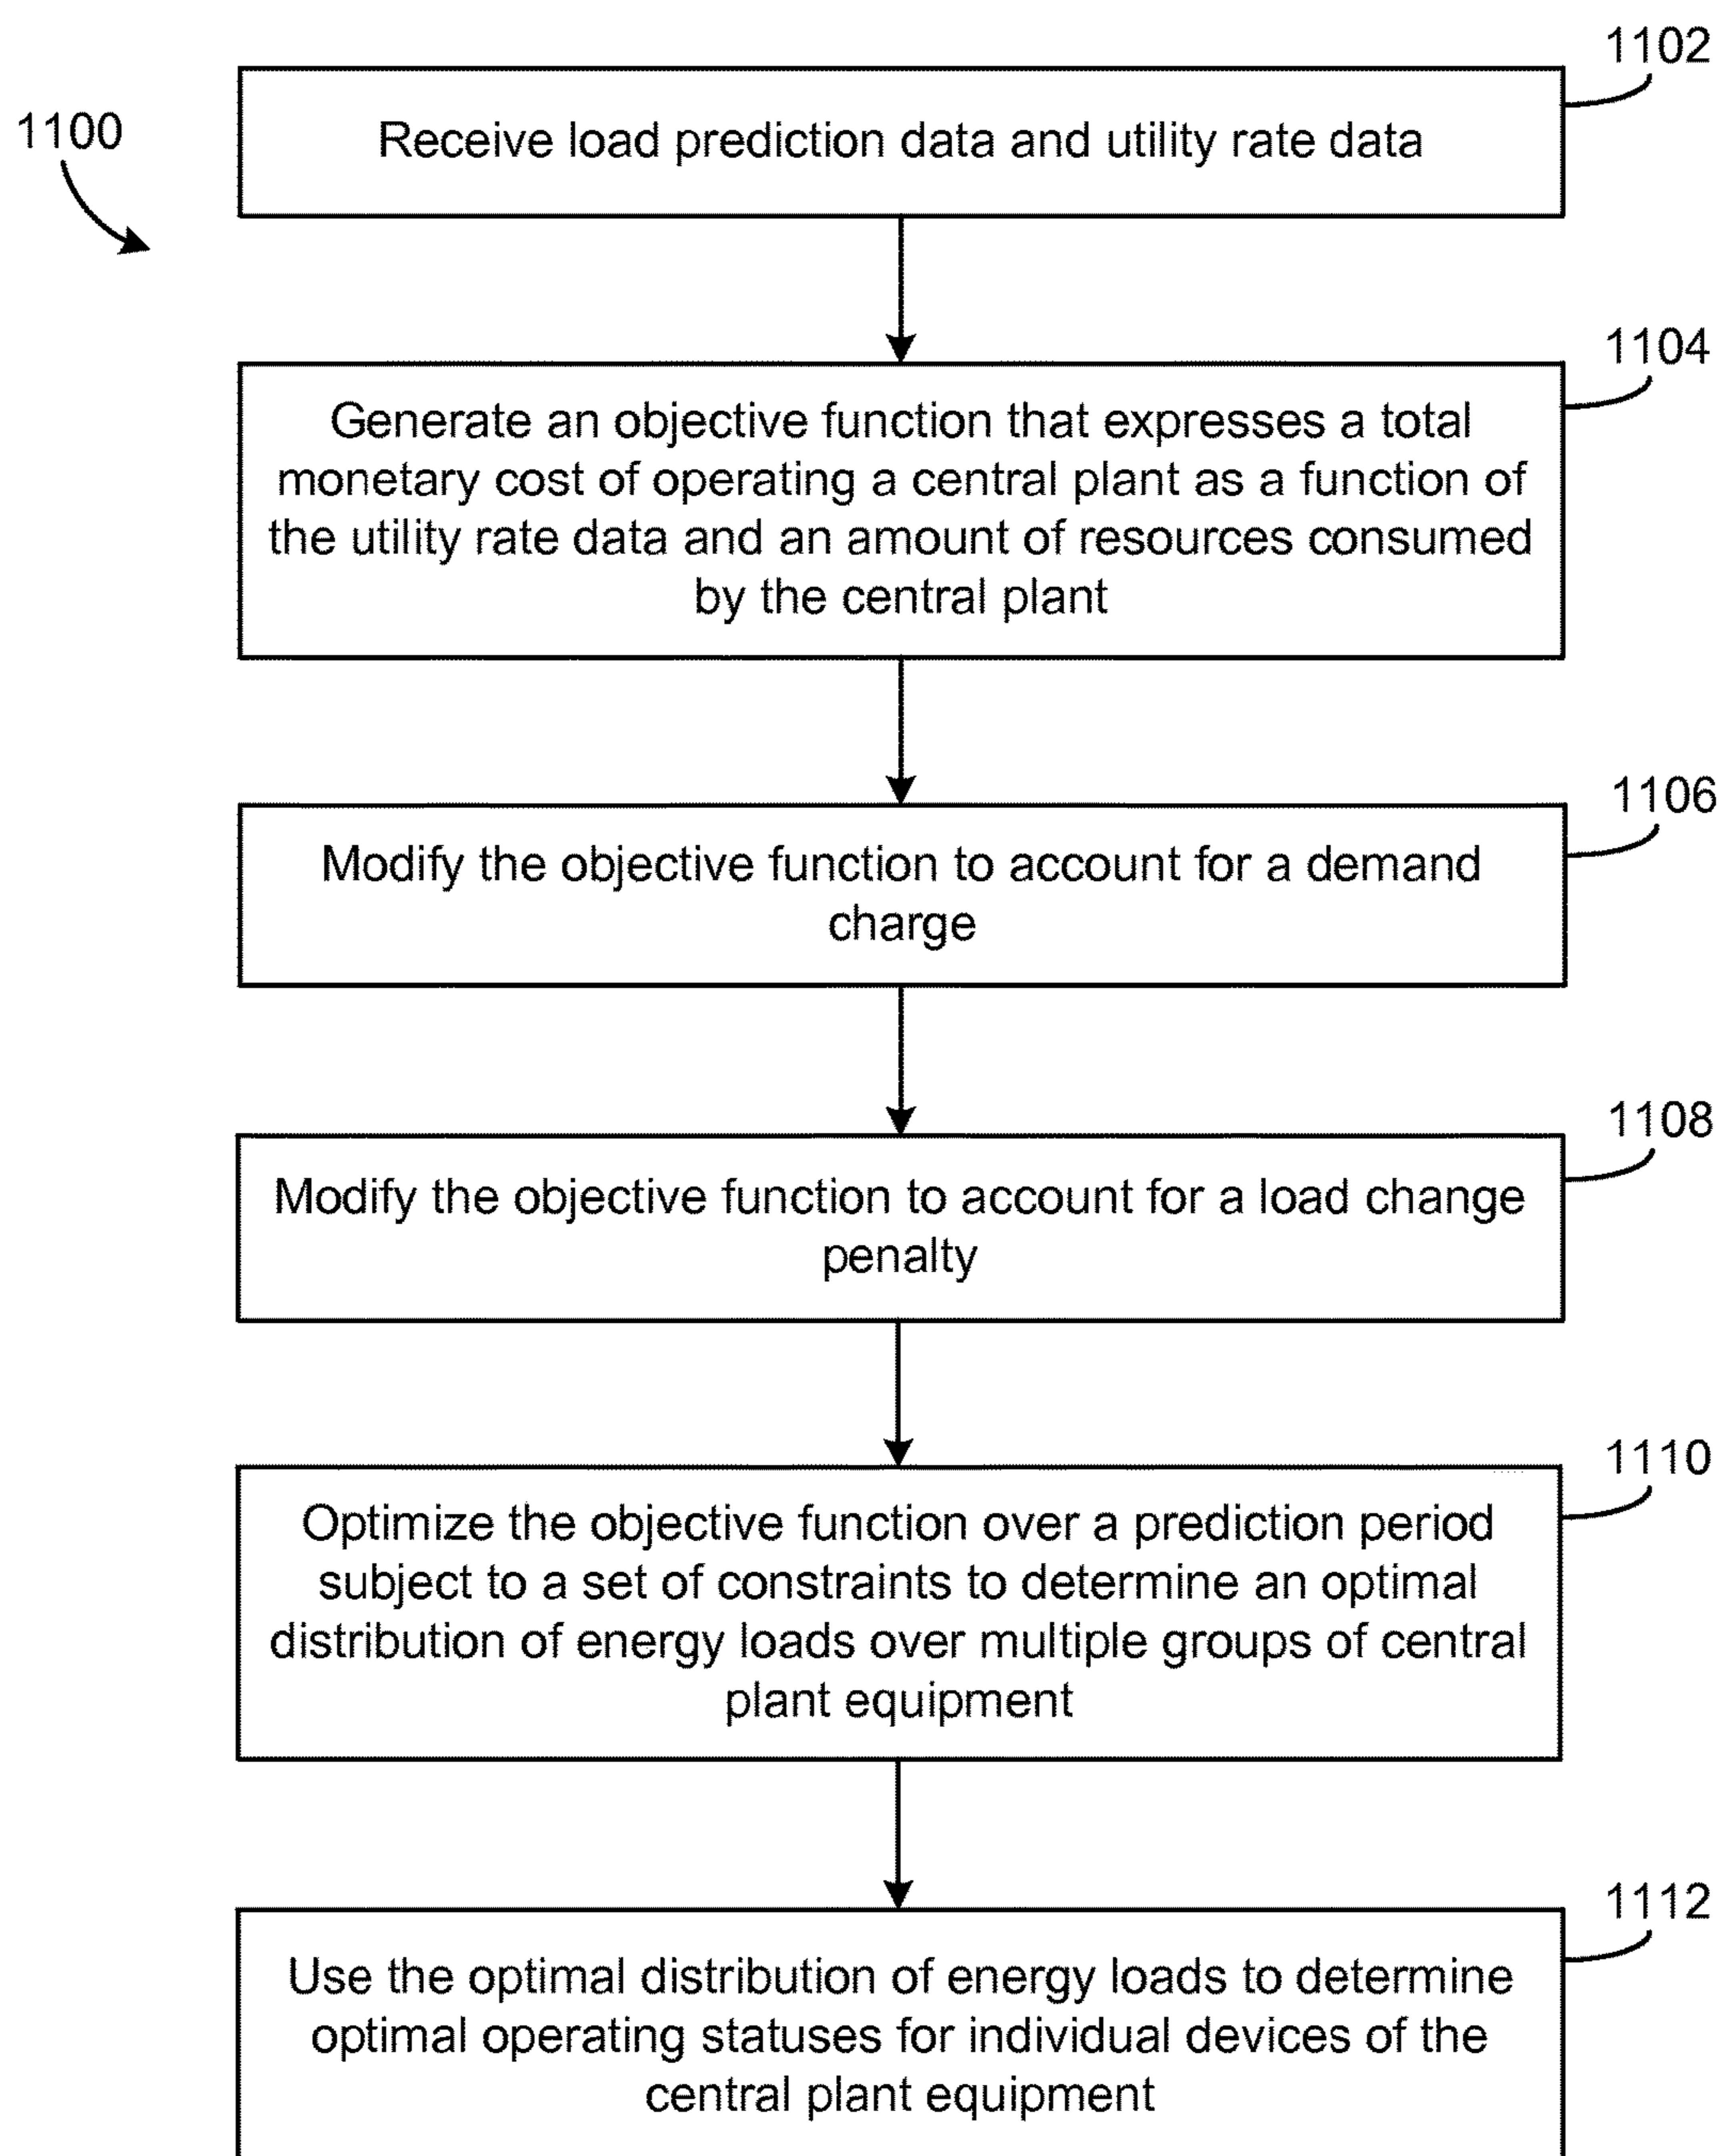 1102
1100
Receive load prediction data and utility rate data
1104
Generate an objective function that expresses a total
monetary cost of operating a central plant as a function of
the utility rate data and an amount of resources consumed
by the central plant
1106
Modify the objective function to account for a demand
charge
1108
Modify the objective function to account for a load change
penalty
1110
Optimize the objective function over a prediction period
subject to a set of constraints to determine an optimal
distribution of energy loads over multiple groups of central
plant equipment
1112
Use the optimal distribution of energy loads to determine
optimal operating statuses for individual devices of the
central plant equipment